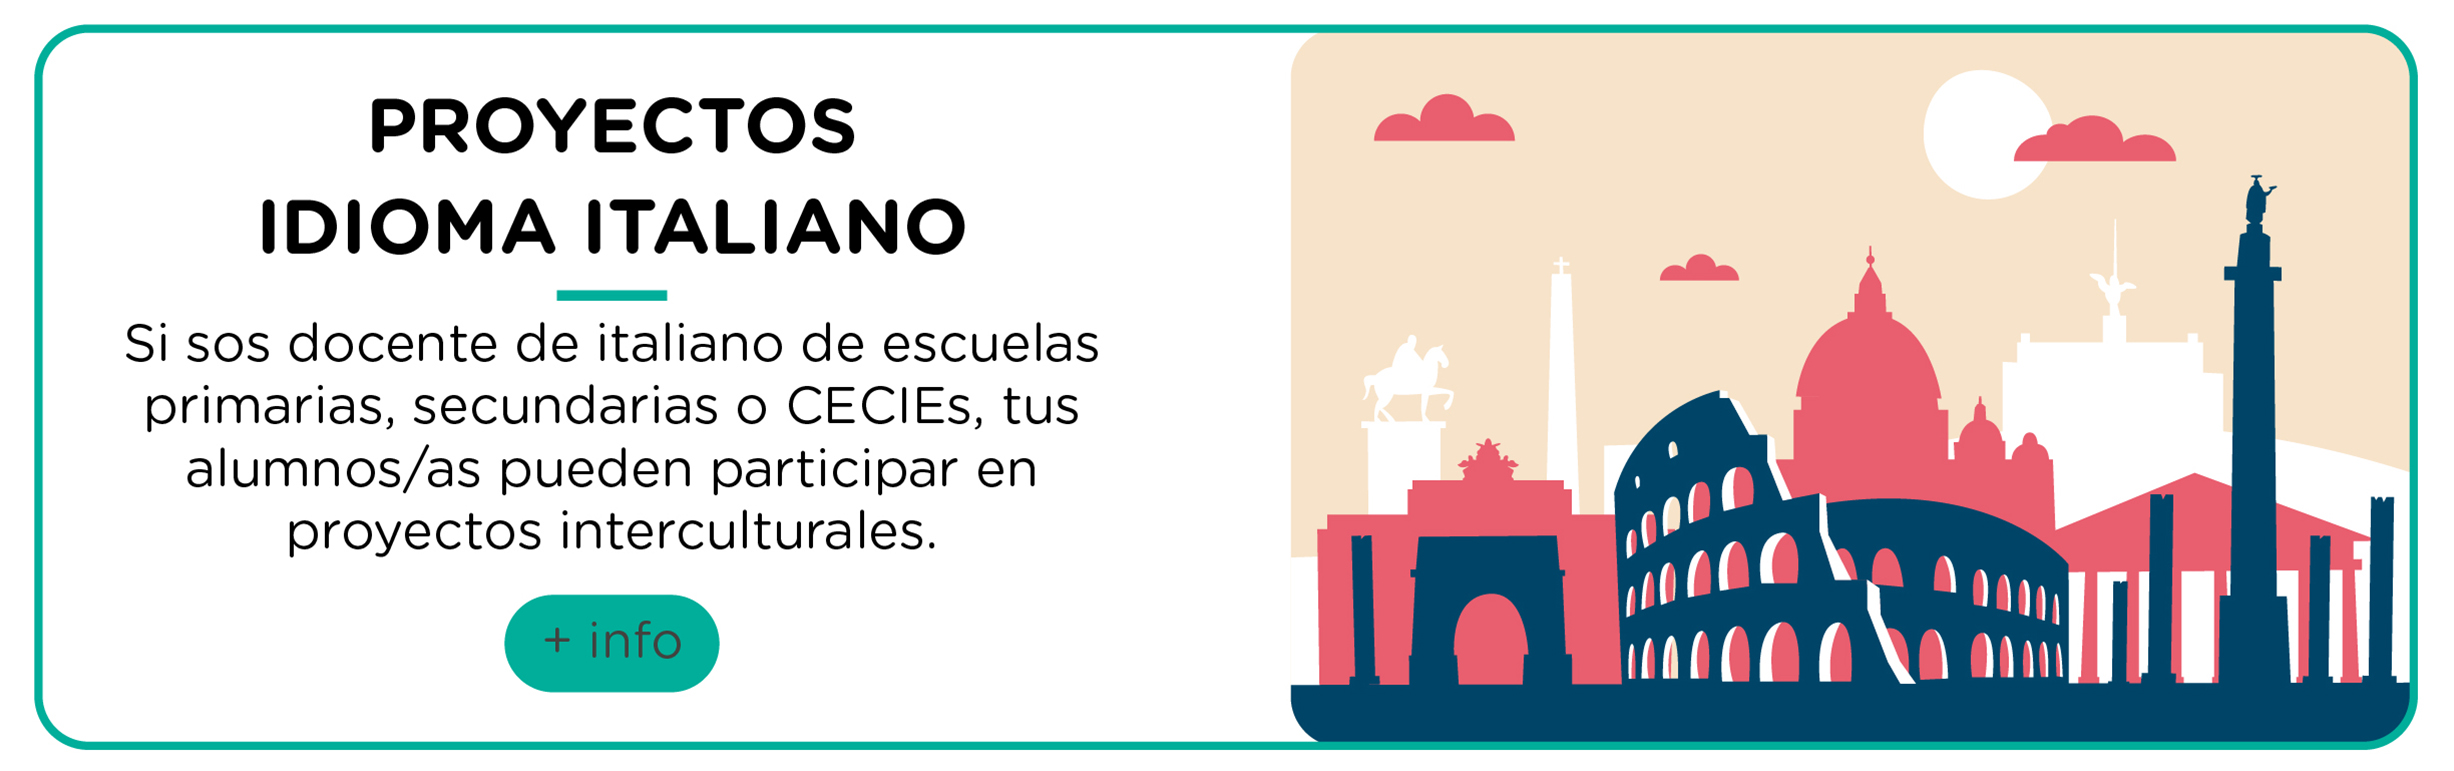 PROYECTOS
IDIOMA ITALIANO
Si sos docente de italiano de escuelas
primarias, secundarias o CECIEs, tus
alumnos/as pueden participar en
proyectos interculturales.
+ info